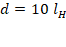 d = 10 l_H